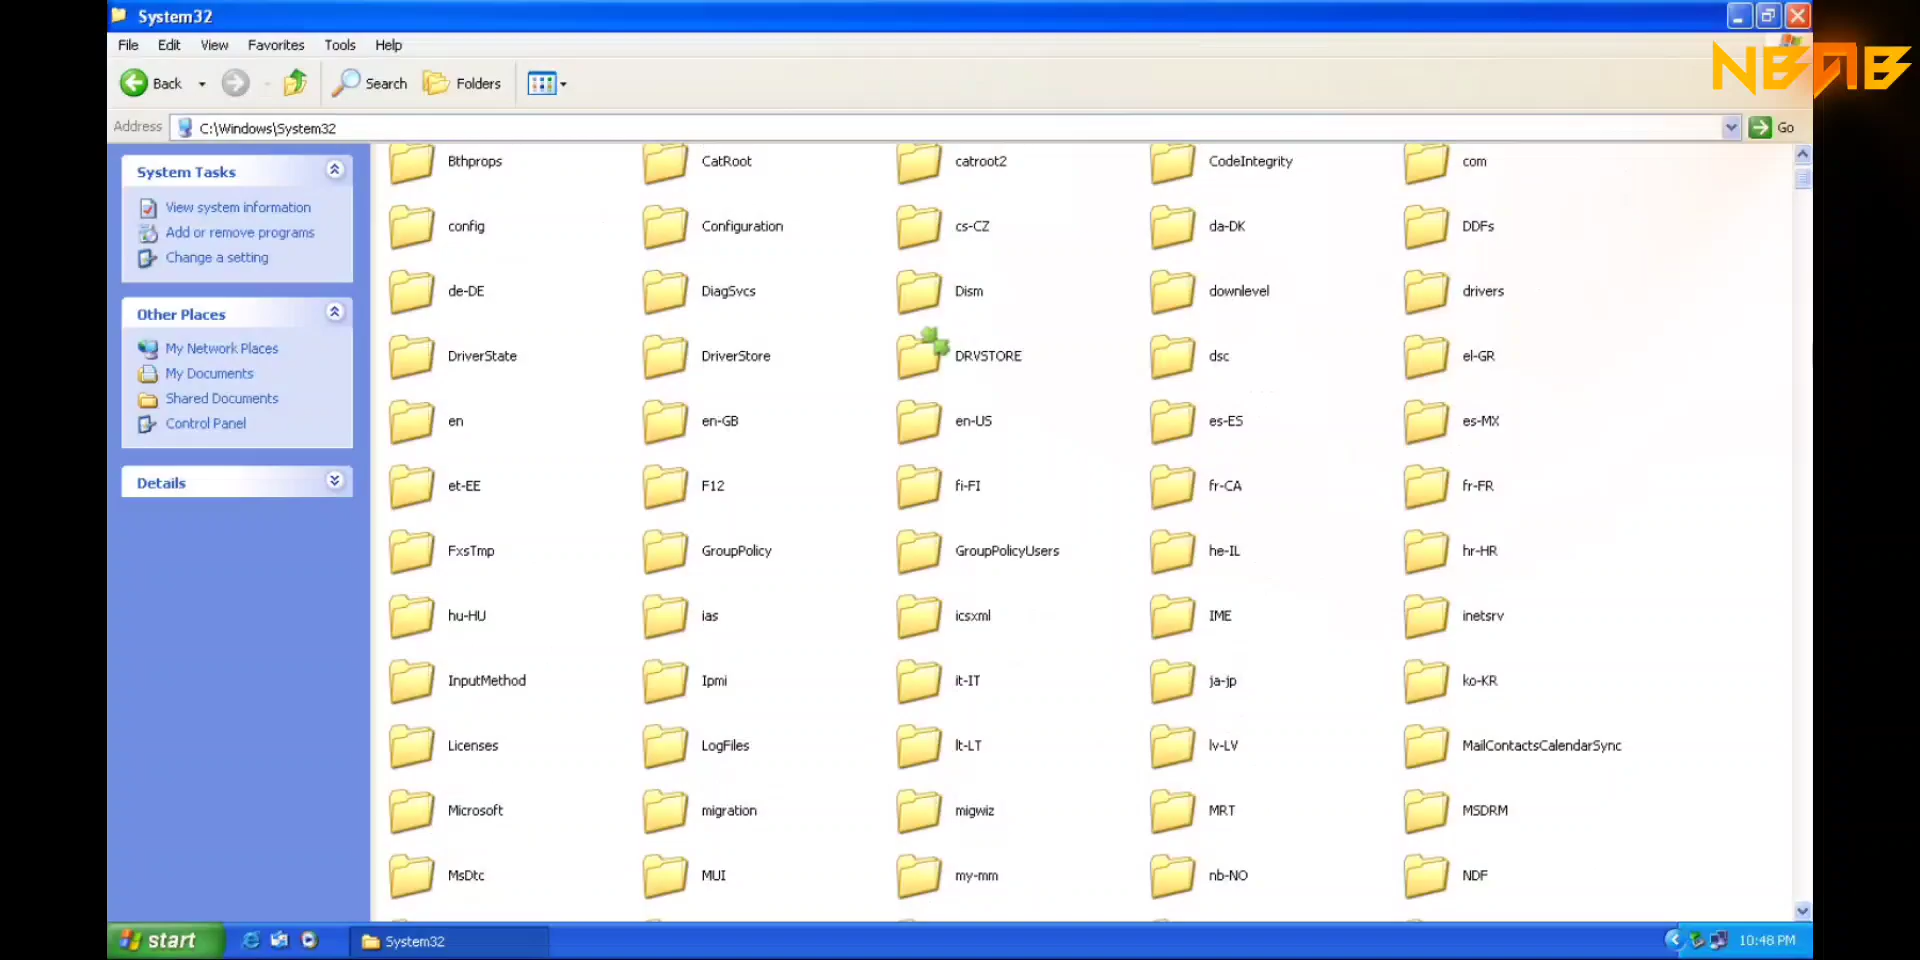 System32
File Edit View Favorites Tools Help
NBNB
Back Search Folders
Address C:\Windows\System32 Go
System Tasks
View system information
Add or remove programs
Change a setting
Other Places
My Network Places
My Documents
Shared Documents
Control Panel
Details
Bthprops CatRoot catroot2 CodeIntegrity com
config Configuration cs-CZ da-DK DDFs
de-DE DiagSvcs Dism downlevel drivers
DriverState DriverStore DRVSTORE dsc el-GR
en en-GB en-US es-ES es-MX
et-EE F12 fi-FI fr-CA fr-FR
FxsTmp GroupPolicy GroupPolicyUsers he-IL hr-HR
hu-HU ias icsxml IME inetsrv
InputMethod Ipmi it-IT ja-jp ko-KR
Licenses LogFiles lt-LT lv-LV MailContactsCalendarSync
Microsoft migration migwiz MRT MSDRM
MsDtc MUI my-mm nb-NO NDF
start System32 10:48 PM